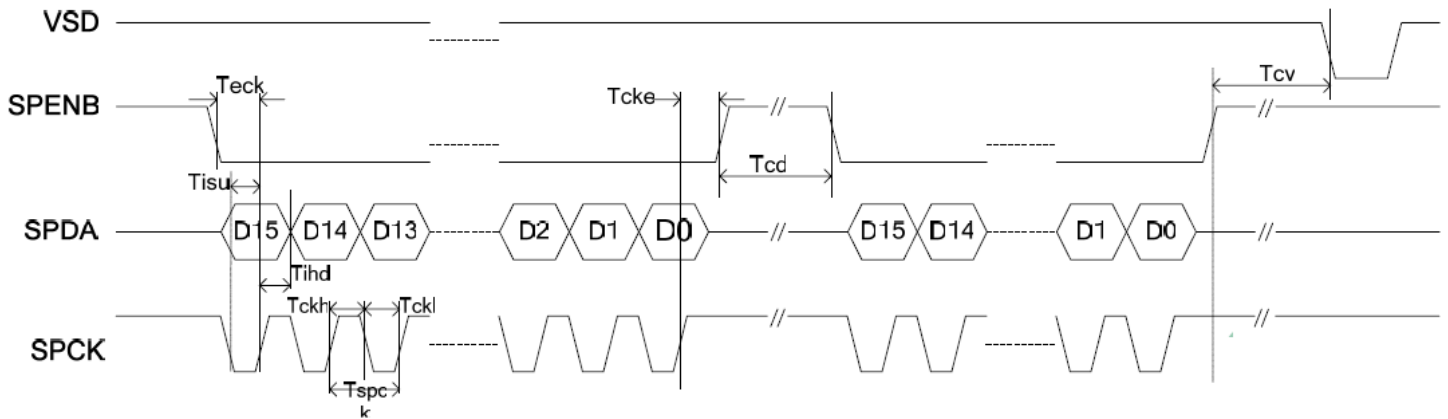 VSD
Teck
Tcke
Tcv
SPENB
//
//
Tcd
Tisu
SPDA
D15
D14
D13
D2
D1
D0
//
D15
D14
D1
D0
//
Tihd
Tckh
Tckl
SPCK
//
//
Tspc
k